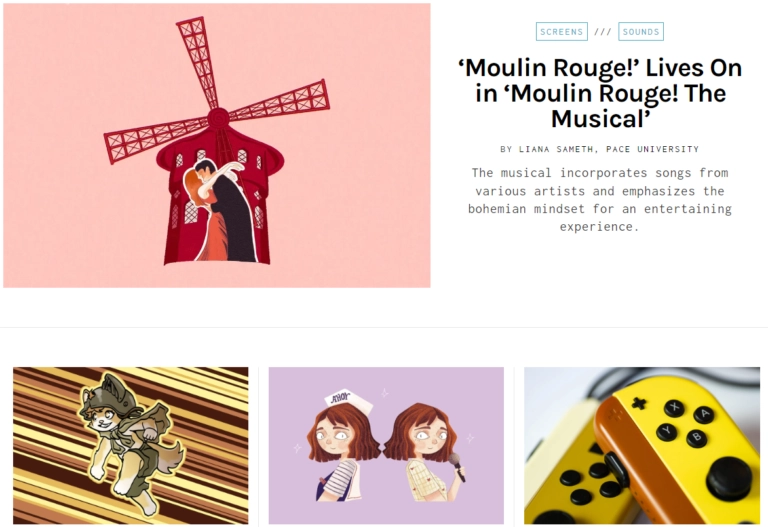 SCREENS /// SOUNDS
‘Moulin Rouge!’ Lives On
in ‘Moulin Rouge! The
Musical’
BY LIANA SAMETH, PACE UNIVERSITY
The musical incorporates songs from
various artists and emphasizes the
bohemian mindset for an entertaining
experience.
AHOY
X
A
Y
B